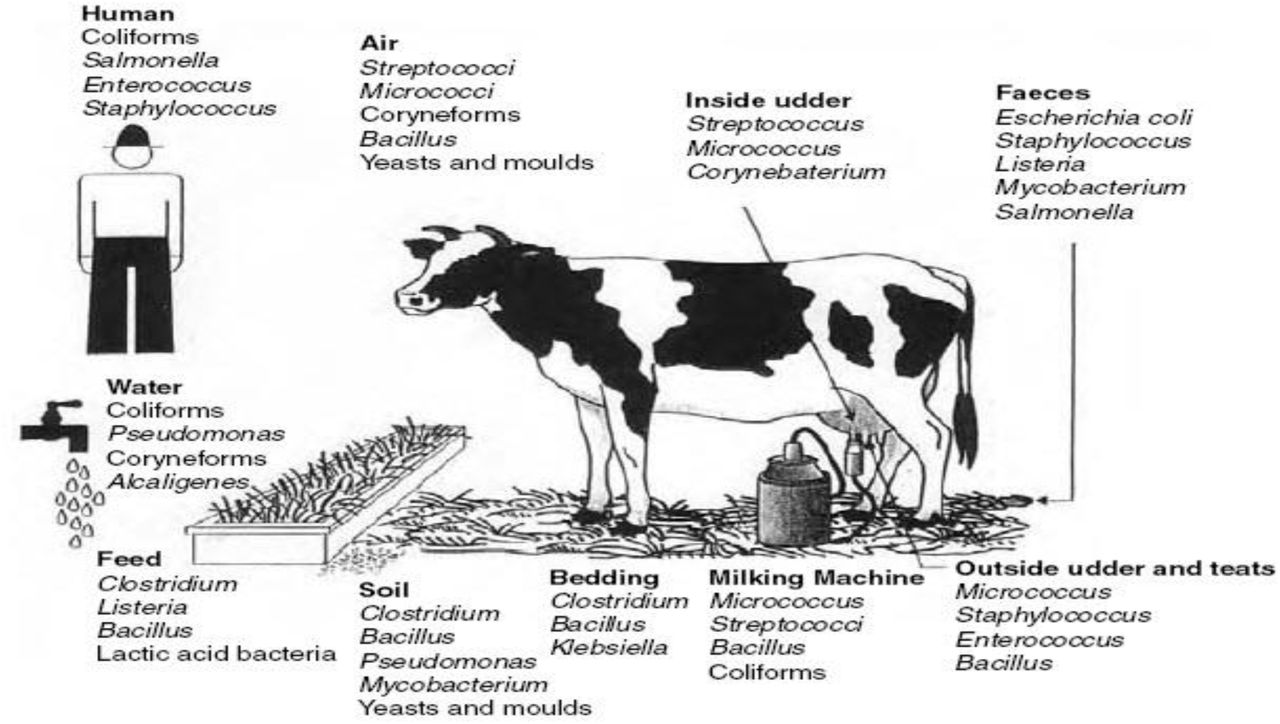 Human
Coliforms
Salmonella
Enterococcus
Staphylococcus
Air
Streptococci
Micrococci
Coryneforms
Bacillus
Yeasts and moulds
Inside udder
Streptococcus
Micrococcus
Corynebaterium
Faeces
Escherichia coli
Staphylococcus
Listeria
Mycobacterium
Salmonella
Water
Coliforms
Pseudomonas
Coryneforms
Alcaligenes
Feed
Clostridium
Listeria
Bacillus
Lactic acid bacteria
Soil
Clostridium
Bacillus
Pseudomonas
Mycobacterium
Yeasts and moulds
Bedding
Clostridium
Bacillus
Klebsiella
Milking Machine
Micrococcus
Streptococci
Bacillus
Coliforms
Outside udder and teats
Micrococcus
Staphylococcus
Enterococcus
Bacillus